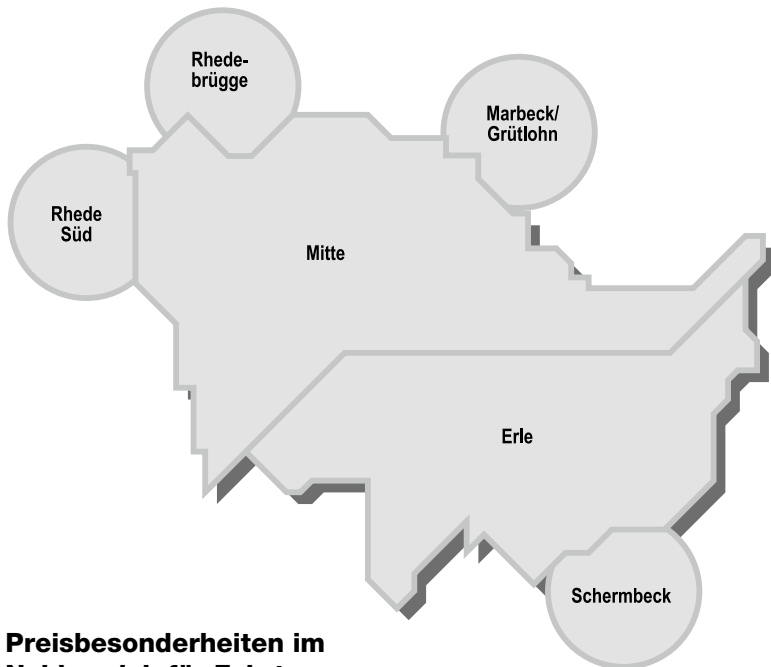 Rhede-
brügge
Marbeck/
Grütlohn
Rhede
Süd
Mitte
Erle
Schermbeck
Preisbesonderheiten im